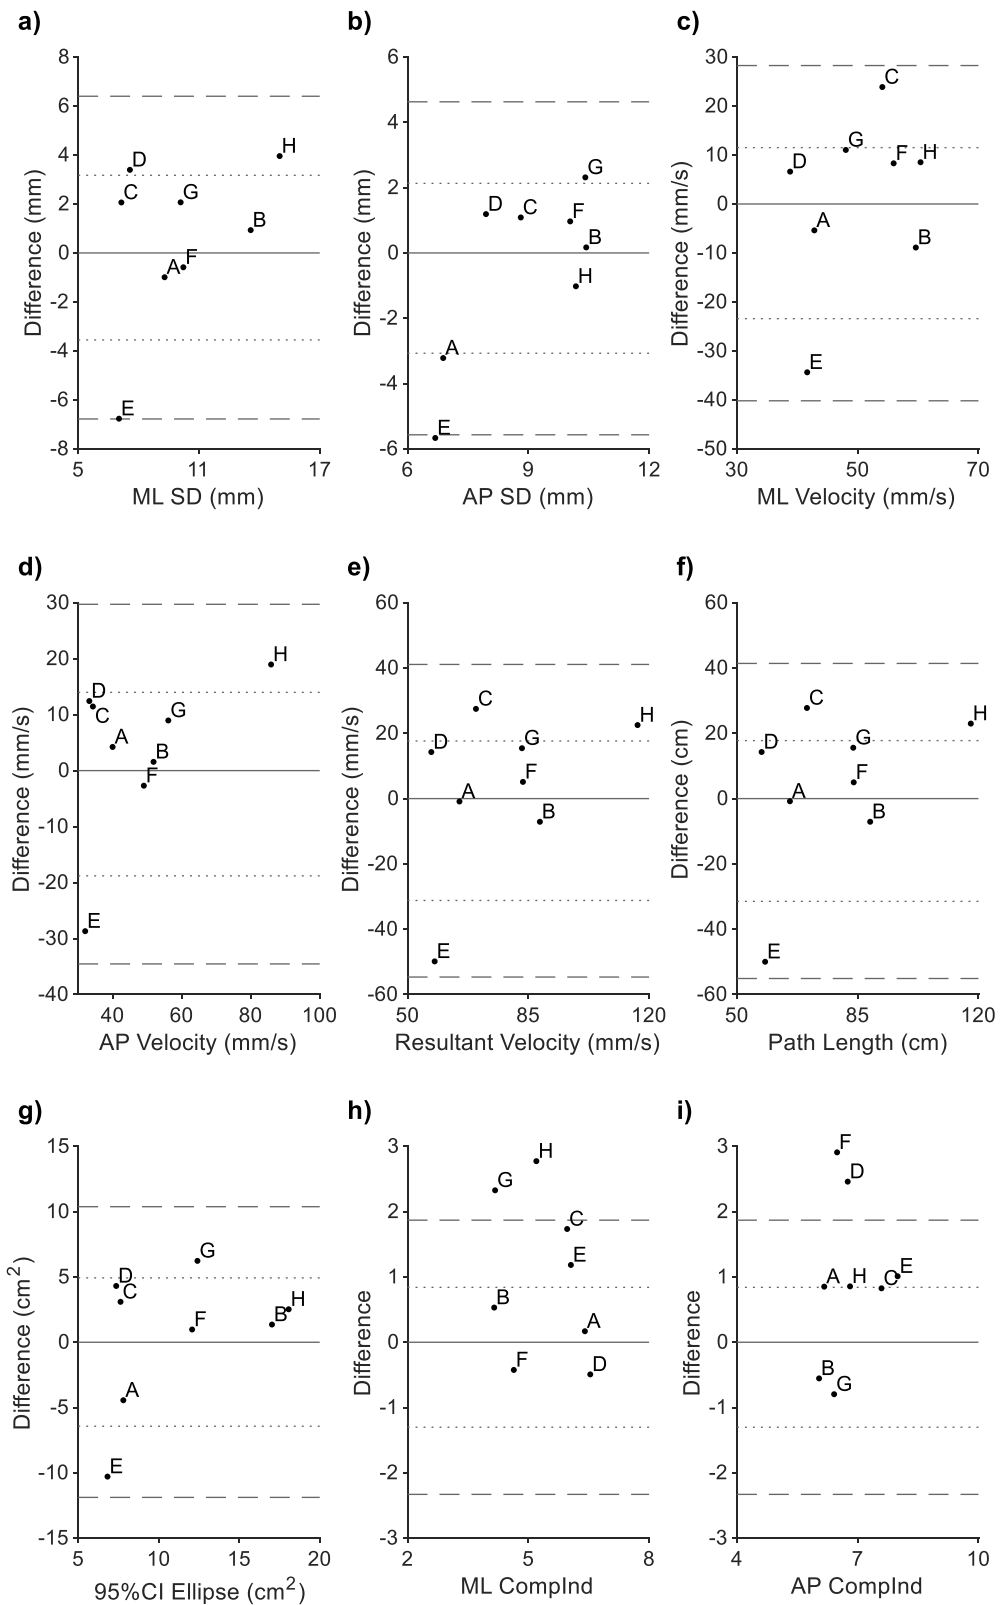 a) b) c)
8 6 30
6 4 20
4 2 10
2 0 0
0 -2 -10
-2 -4 -20
-4 -6 -30
-6 -40
-8 -50
Difference (mm) Difference (mm) Difference (mm/s)
H D C G B F A E
G D C F B H A E
C G F H D A B E
5 11 17 6 9 12 30 50 70
ML SD (mm) AP SD (mm) ML Velocity (mm/s)
d) e) f)
30 60 60
20 40 40
10 20 20
0 0 0
-10 -20 -20
-20 -40 -40
-30 -60 -60
-40
Difference (mm/s) Difference (mm/s) Difference (cm)
H D C G A B F E
C H D G F A B E
C H D G F A B E
40 60 80 100 50 85 120 50 85 120
AP Velocity (mm/s) Resultant Velocity (mm/s) Path Length (cm)
g) h) i)
15 3 3
10 2 2
5 1 1
0 0 0
-5 -1 -1
-10 -2 -2
-15 -3 -3
Difference (cm²) Difference Difference
G D C H B F A E
H G C E B A F D
F D E A H C B G
5 10 15 20 2 5 8 4 7 10
95%CI Ellipse (cm²) ML CompInd AP CompInd